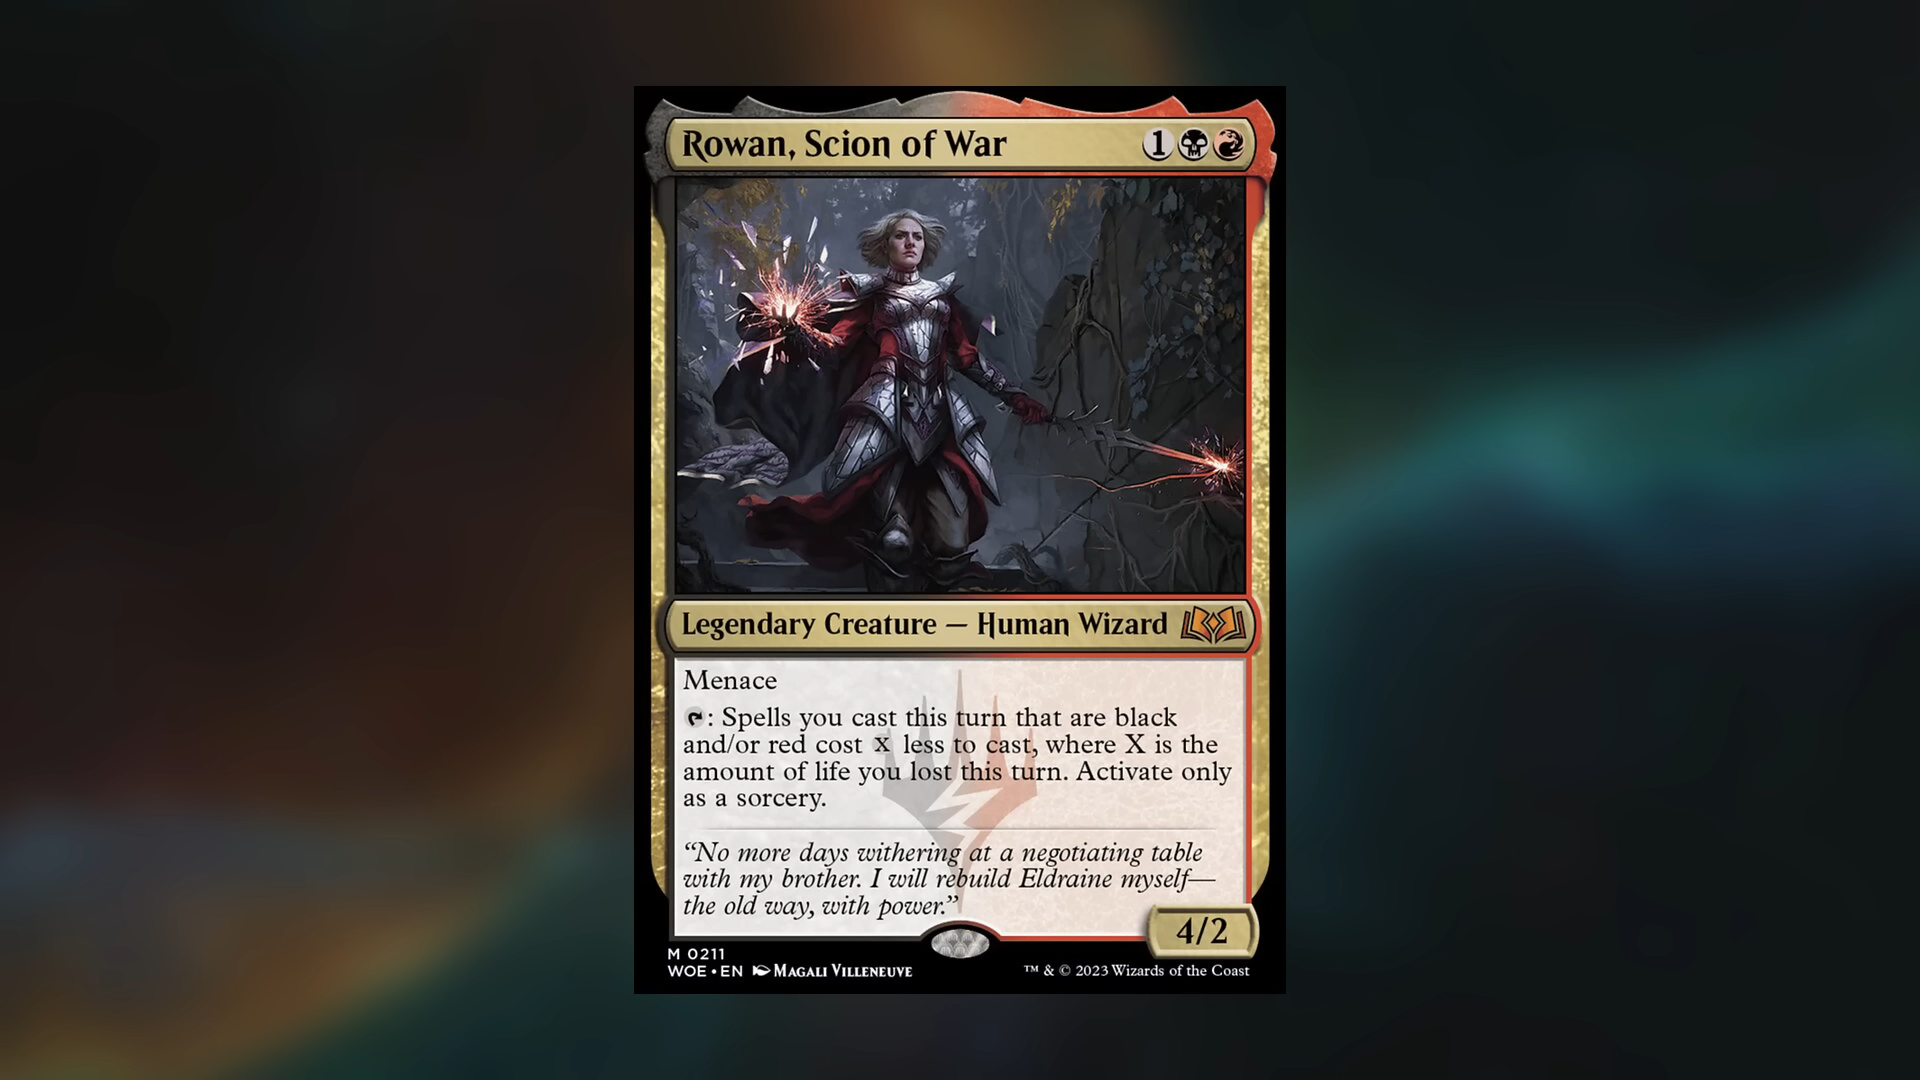 Rowan, Scion of War 1
Legendary Creature — Human Wizard
Menace
: Spells you cast this turn that are black
and/or red cost X less to cast, where X is the
amount of life you lost this turn. Activate only
as a sorcery.
“No more days withering at a negotiating table
with my brother. I will rebuild Eldraine myself—
the old way, with power.”
4/2
M 0211
WOE • EN MAGALI VILLENEUVE
™ & © 2023 Wizards of the Coast